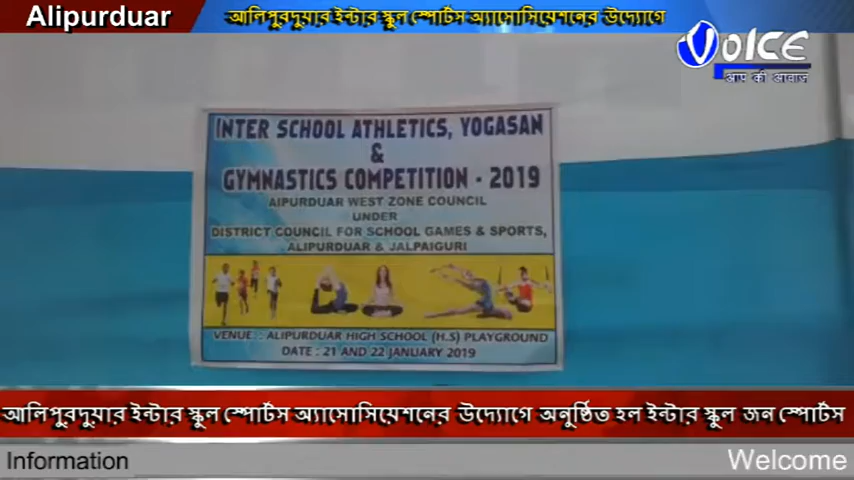 Alipurduar
আলিপুরদুয়ার ইন্টার স্কুল স্পোর্টস অ্যাসোসিয়েশনের উদ্যোগে
VOICE
आप की आवाज
INTER SCHOOL ATHLETICS, YOGASAN
&
GYMNASTICS COMPETITION - 2019
AIPURDUAR WEST ZONE COUNCIL
UNDER
DISTRICT COUNCIL FOR SCHOOL GAMES & SPORTS,
ALIPURDUAR & JALPAIGURI
VENUE : ALIPURDUAR HIGH SCHOOL (H.S) PLAYGROUND
DATE : 21 AND 22 JANUARY 2019
আলিপুরদুয়ার ইন্টার স্কুল স্পোর্টস অ্যাসোসিয়েশনের উদ্যোগে অনুষ্ঠিত হল ইন্টার স্কুল জন স্পোর্টস
Information
Welcome